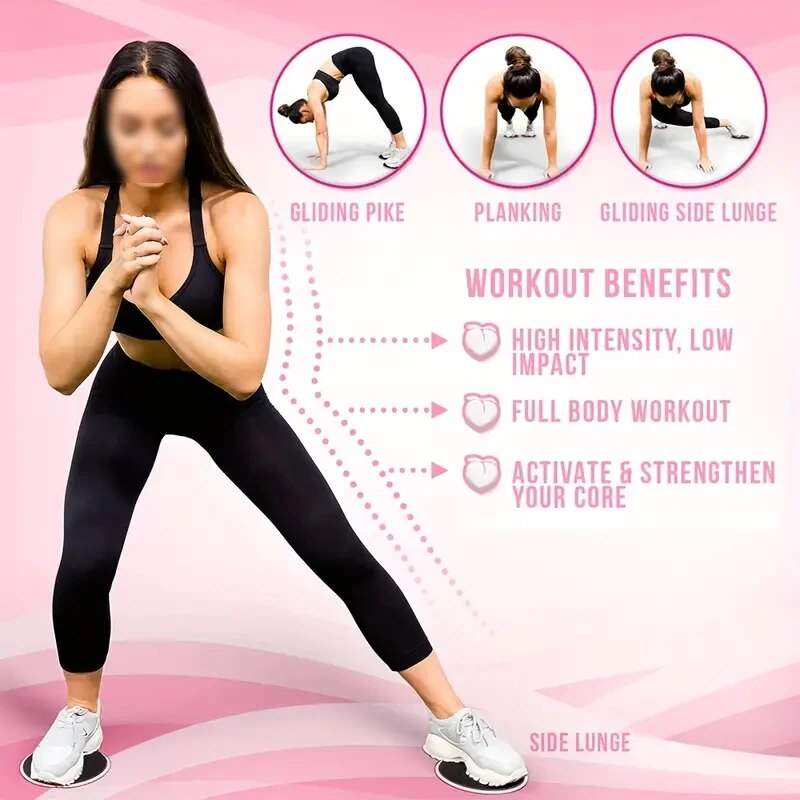 GLIDING PIKE
PLANKING
GLIDING SIDE LUNGE
WORKOUT BENEFITS
HIGH INTENSITY, LOW
IMPACT
FULL BODY WORKOUT
ACTIVATE & STRENGTHEN
YOUR CORE
SIDE LUNGE